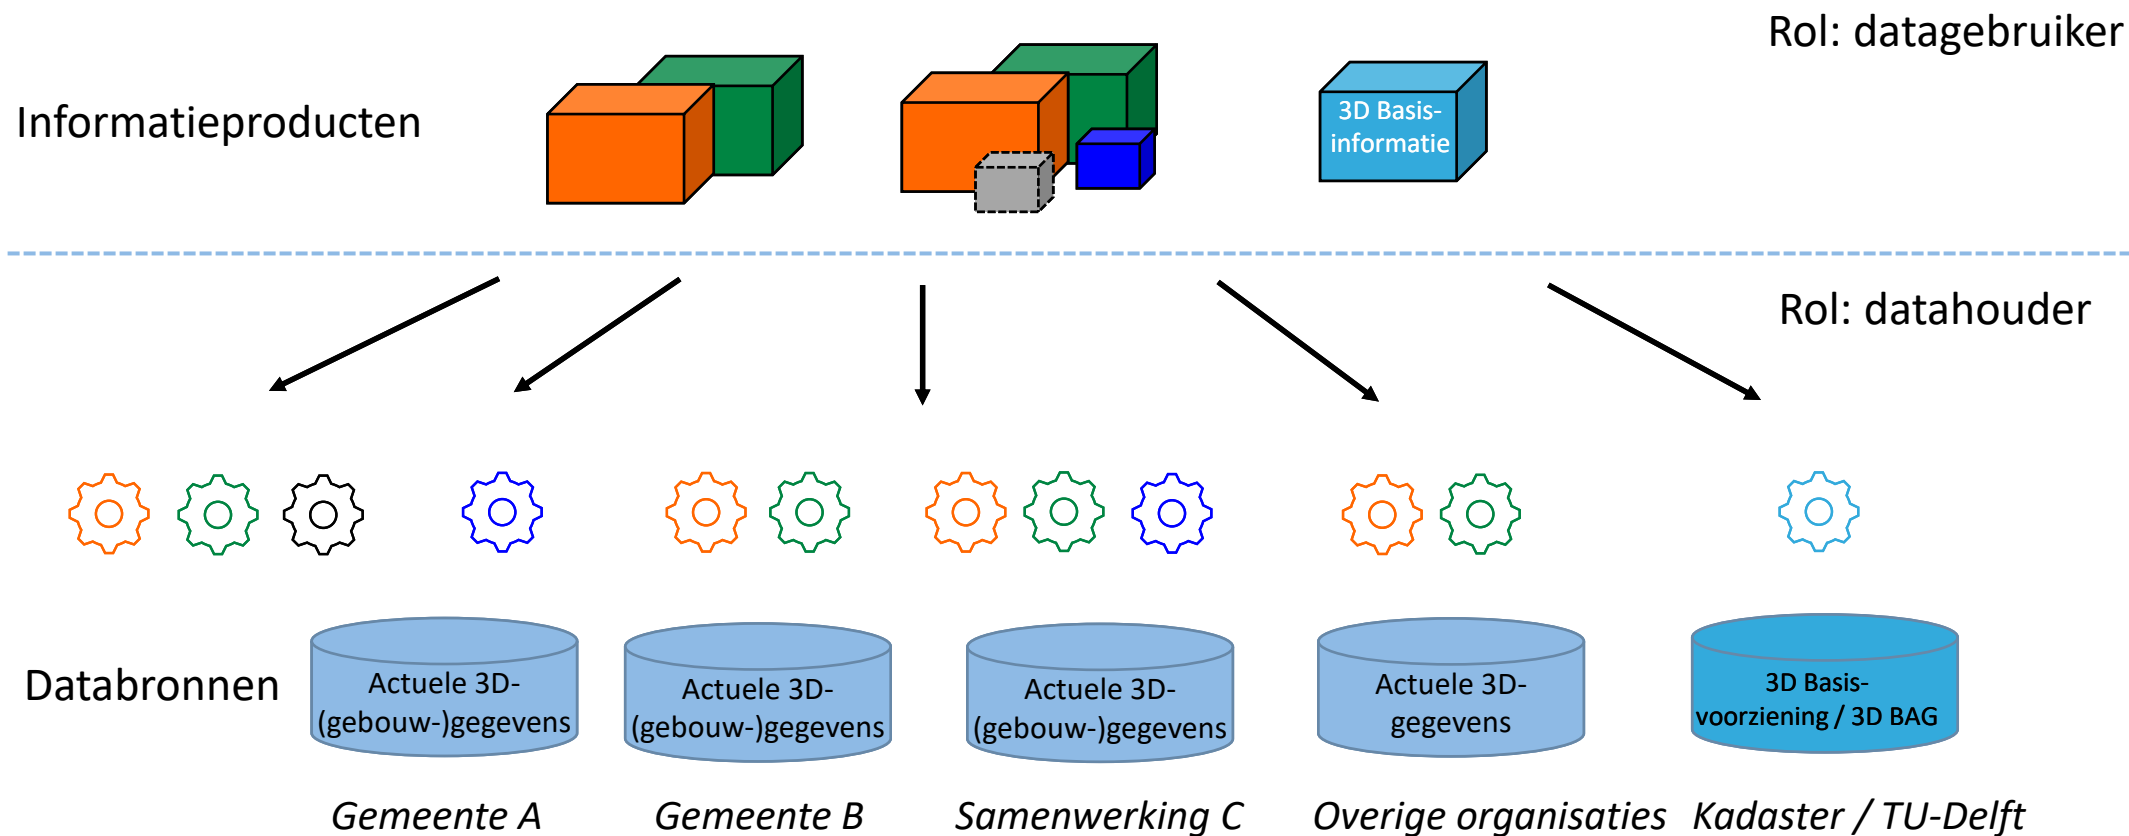 Rol: datagebruiker
Informatieproducten
3D Basis-
informatie
Rol: datahouder
Databronnen
Actuele 3D-
(gebouw-)gegevens
Actuele 3D-
(gebouw-)gegevens
Actuele 3D-
(gebouw-)gegevens
Actuele 3D-
gegevens
3D Basis-
voorziening / 3D BAG
Gemeente A
Gemeente B
Samenwerking C
Overige organisaties
Kadaster / TU-Delft